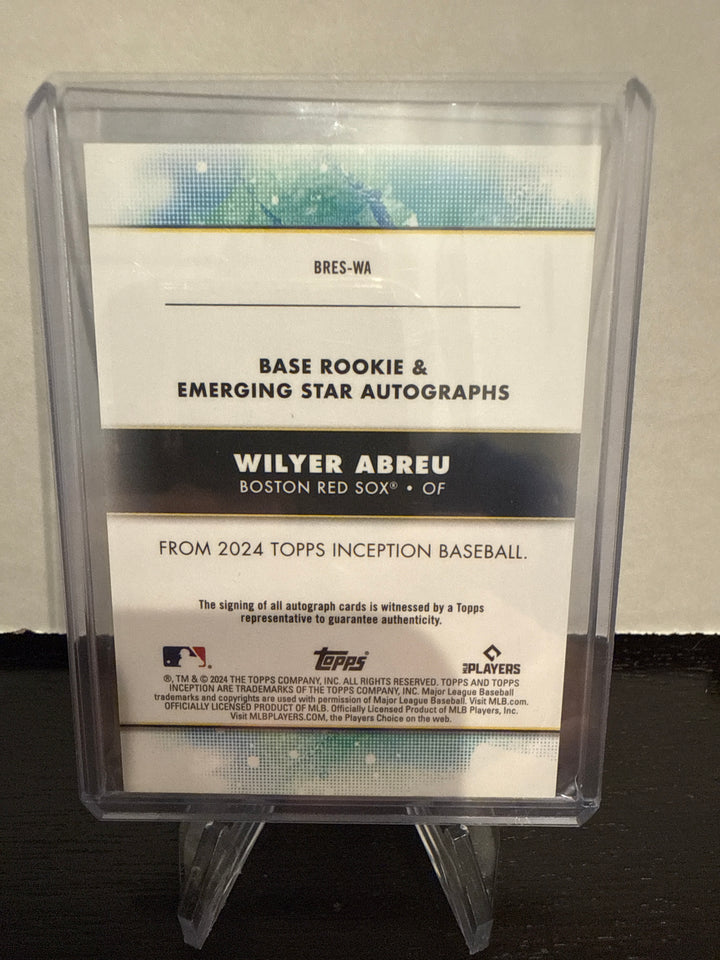 BRES-WA
BASE ROOKIE &
EMERGING STAR AUTOGRAPHS
WILYER ABREU
BOSTON RED SOX® • OF
FROM 2024 TOPPS INCEPTION BASEBALL.
The signing of all autograph cards is witnessed by a Topps
representative to guarantee authenticity.
topps®
MLB PLAYERS
®, TM & © 2024 THE TOPPS COMPANY, INC. ALL RIGHTS RESERVED. TOPPS AND TOPPS
INCEPTION ARE TRADEMARKS OF THE TOPPS COMPANY, INC. Major League Baseball
trademarks and copyrights are used with permission of Major League Baseball. Visit MLB.com.
OFFICIALLY LICENSED PRODUCT OF MLB. Officially Licensed Product of MLB Players, Inc.
Visit MLBPLAYERS.COM, the Players Choice on the web.